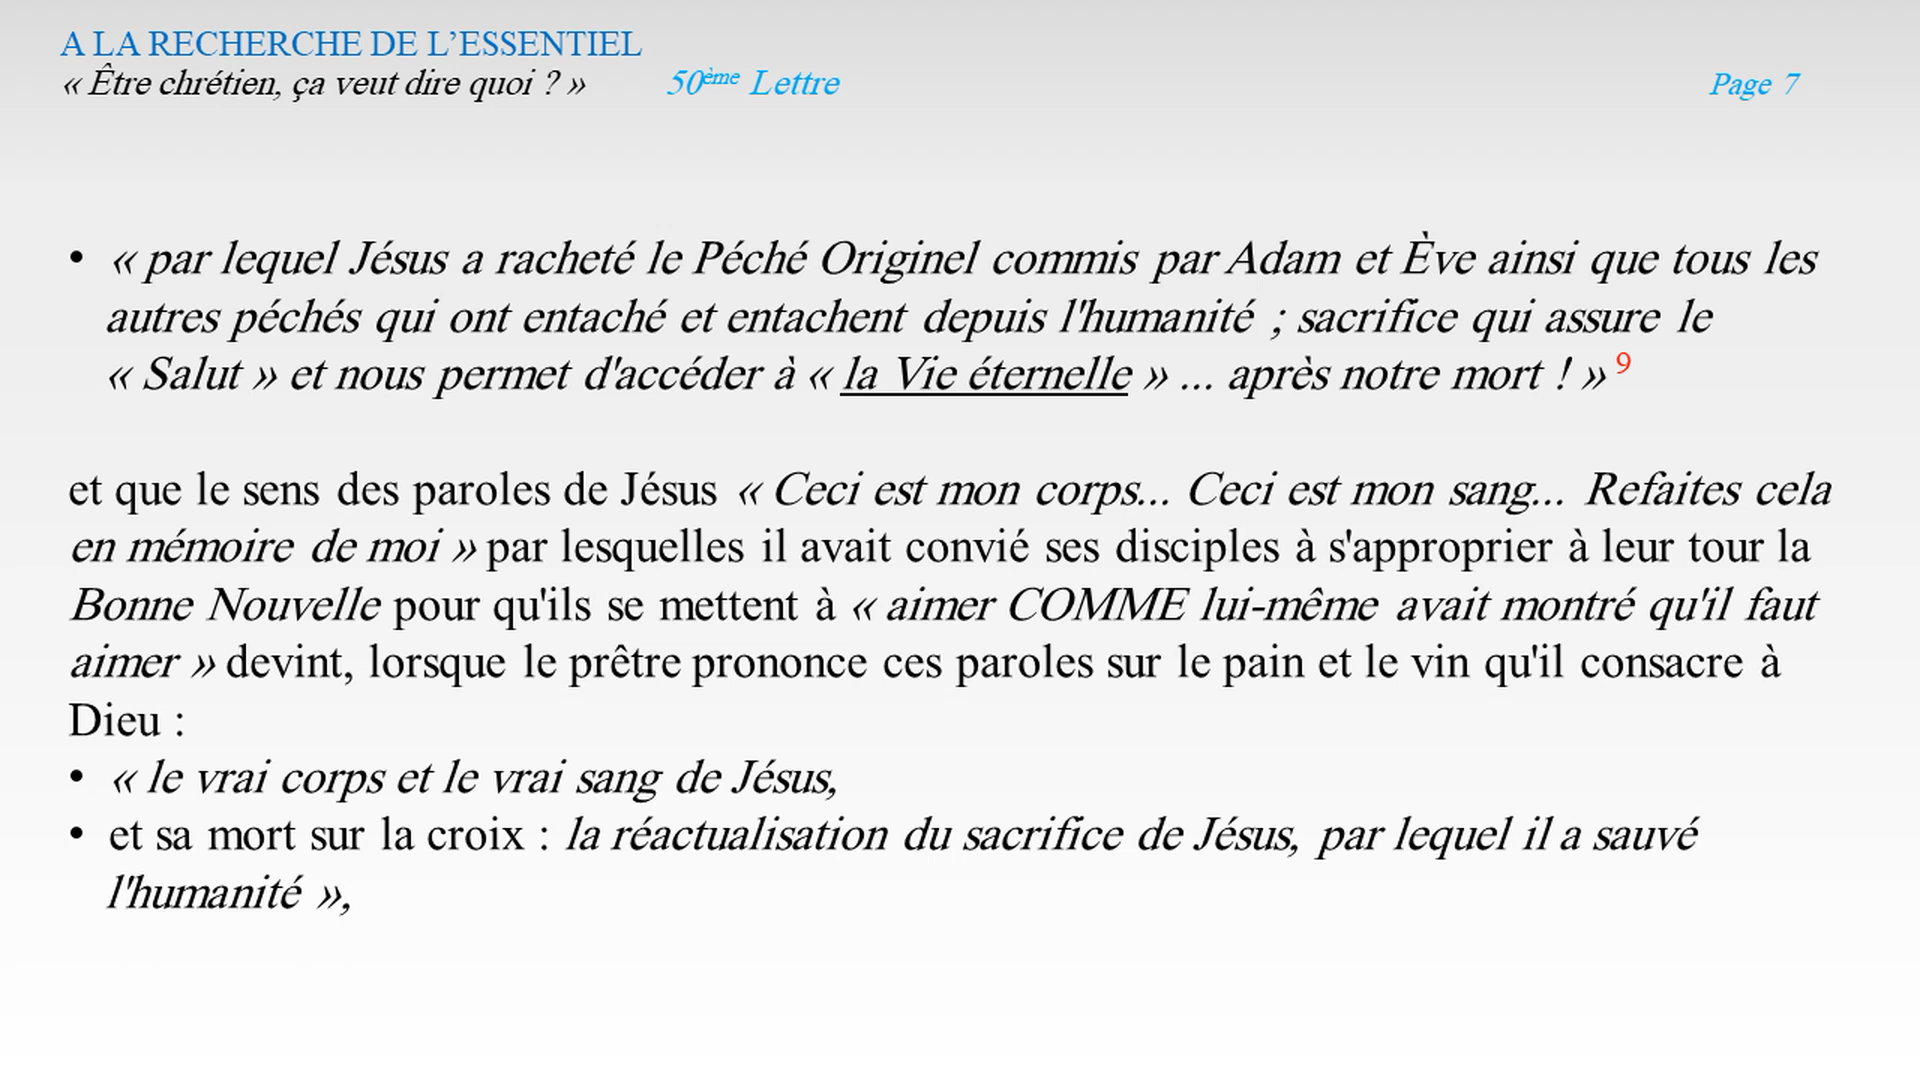 A LA RECHERCHE DE L’ESSENTIEL
« Être chrétien, ça veut dire quoi ? » 50ème Lettre Page 7
• « par lequel Jésus a racheté le Péché Originel commis par Adam et Ève ainsi que tous les
autres péchés qui ont entaché et entachent depuis l'humanité ; sacrifice qui assure le
« Salut » et nous permet d'accéder à « la Vie éternelle » ... après notre mort ! » 9
et que le sens des paroles de Jésus « Ceci est mon corps... Ceci est mon sang... Refaites cela
en mémoire de moi » par lesquelles il avait convié ses disciples à s'approprier à leur tour la
Bonne Nouvelle pour qu'ils se mettent à « aimer COMME lui-même avait montré qu'il faut
aimer » devint, lorsque le prêtre prononce ces paroles sur le pain et le vin qu'il consacre à
Dieu :
• « le vrai corps et le vrai sang de Jésus,
• et sa mort sur la croix : la réactualisation du sacrifice de Jésus, par lequel il a sauvé
l'humanité »,